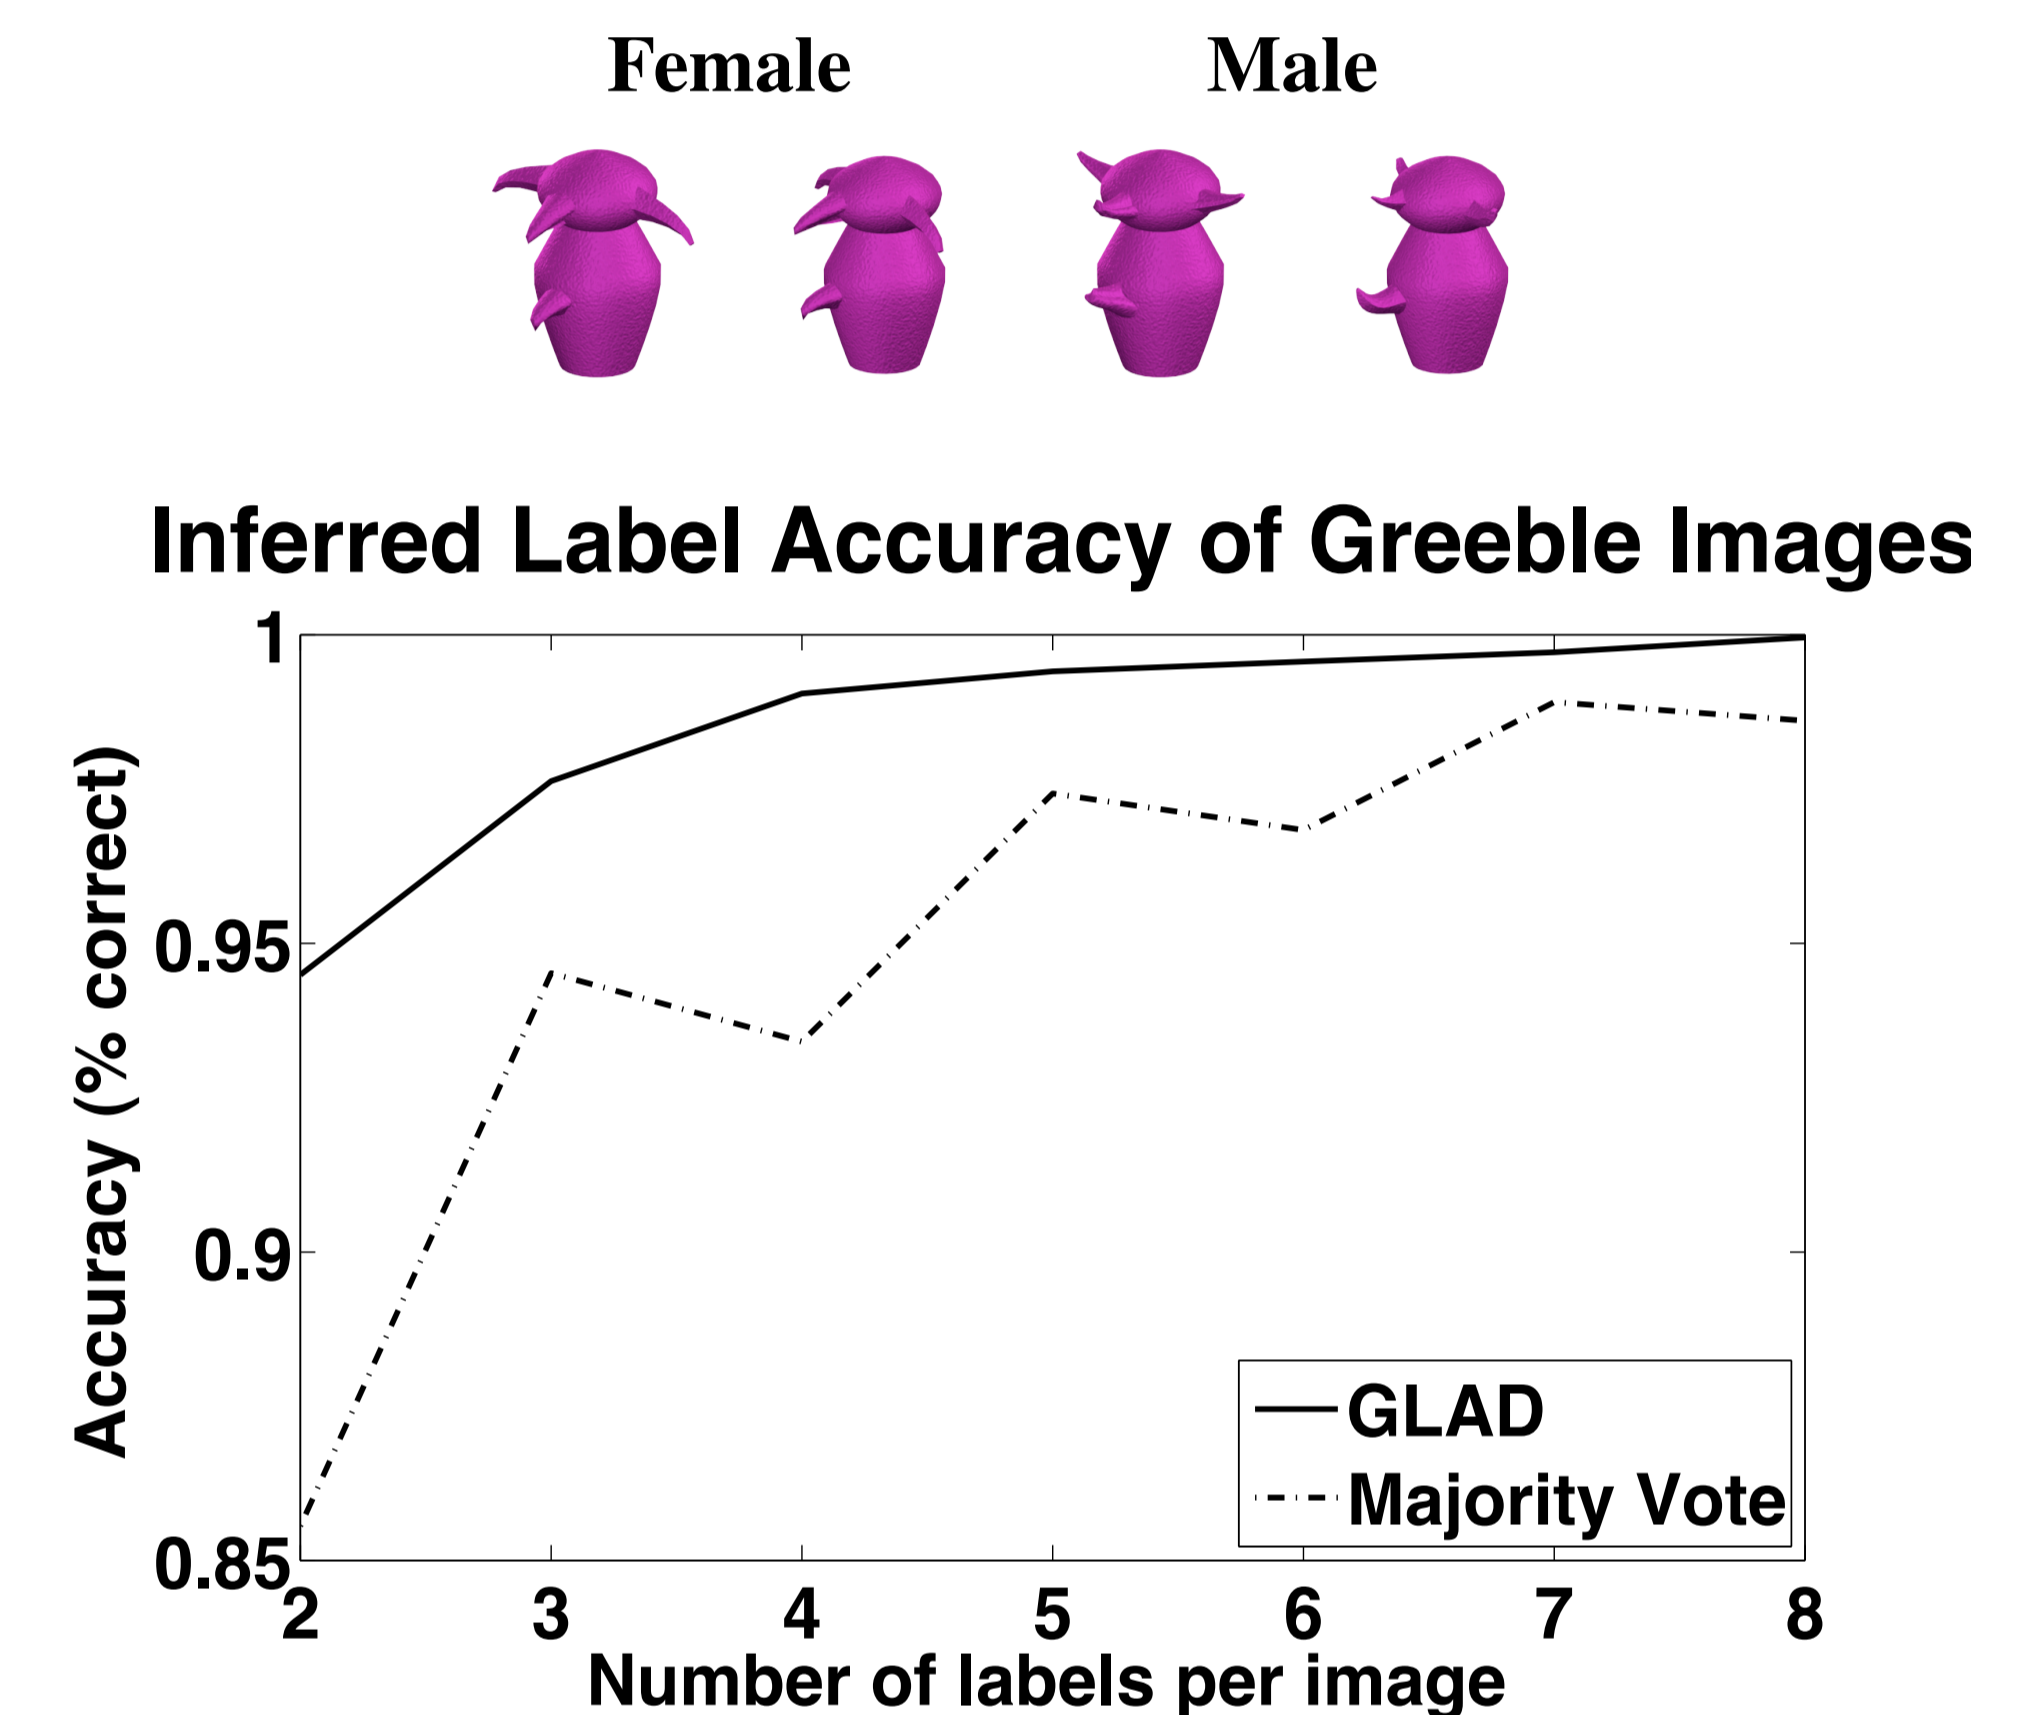 Female Male
Inferred Label Accuracy of Greeble Images
Accuracy (% correct)
1
0.95
0.9
0.85
GLAD
Majority Vote
2 3 4 5 6 7 8
Number of labels per image